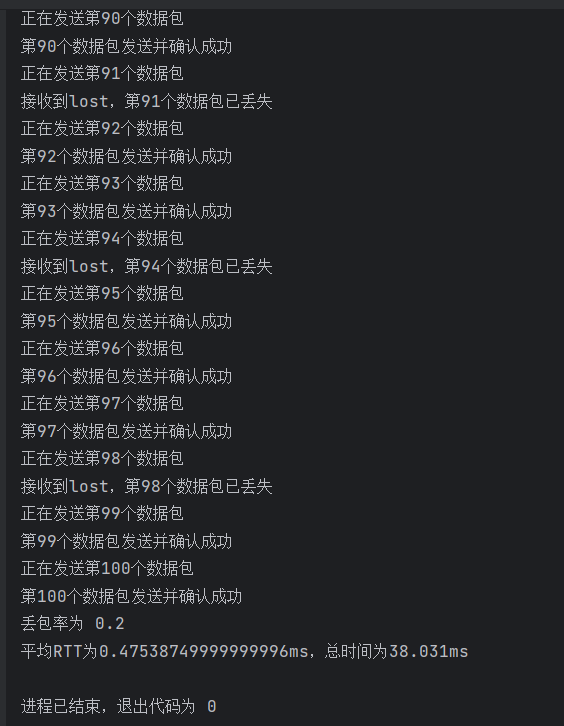 正在发送第90个数据包
第90个数据包发送并确认成功
正在发送第91个数据包
接收到lost，第91个数据包已丢失
正在发送第92个数据包
第92个数据包发送并确认成功
正在发送第93个数据包
第93个数据包发送并确认成功
正在发送第94个数据包
接收到lost，第94个数据包已丢失
正在发送第95个数据包
第95个数据包发送并确认成功
正在发送第96个数据包
第96个数据包发送并确认成功
正在发送第97个数据包
第97个数据包发送并确认成功
正在发送第98个数据包
接收到lost，第98个数据包已丢失
正在发送第99个数据包
第99个数据包发送并确认成功
正在发送第100个数据包
第100个数据包发送并确认成功
丢包率为 0.2
平均RTT为0.47538749999999996ms，总时间为38.031ms
进程已结束，退出代码为 0